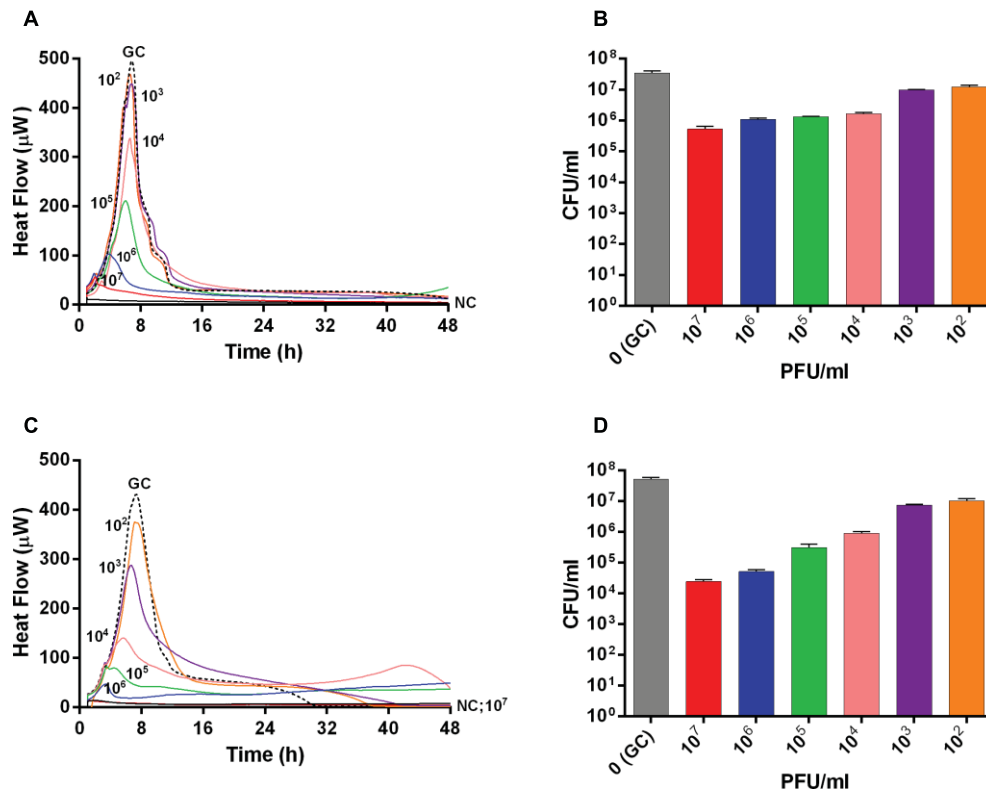 A
Heat Flow (μW)
500
400
300
200
100
0
GC
10²
10³
10⁴
10⁵
10⁶
10⁷
NC
0 8 16 24 32 40 48
Time (h)
B
CFU/ml
10⁸
10⁷
10⁶
10⁵
10⁴
10³
10²
10¹
10⁰
0 (GC) 10⁷ 10⁶ 10⁵ 10⁴ 10³ 10²
PFU/ml
C
Heat Flow (μW)
500
400
300
200
100
0
GC
10²
10³
10⁴
10⁵
10⁶
NC;10⁷
0 8 16 24 32 40 48
Time (h)
D
CFU/ml
10⁸
10⁷
10⁶
10⁵
10⁴
10³
10²
10¹
10⁰
0 (GC) 10⁷ 10⁶ 10⁵ 10⁴ 10³ 10²
PFU/ml